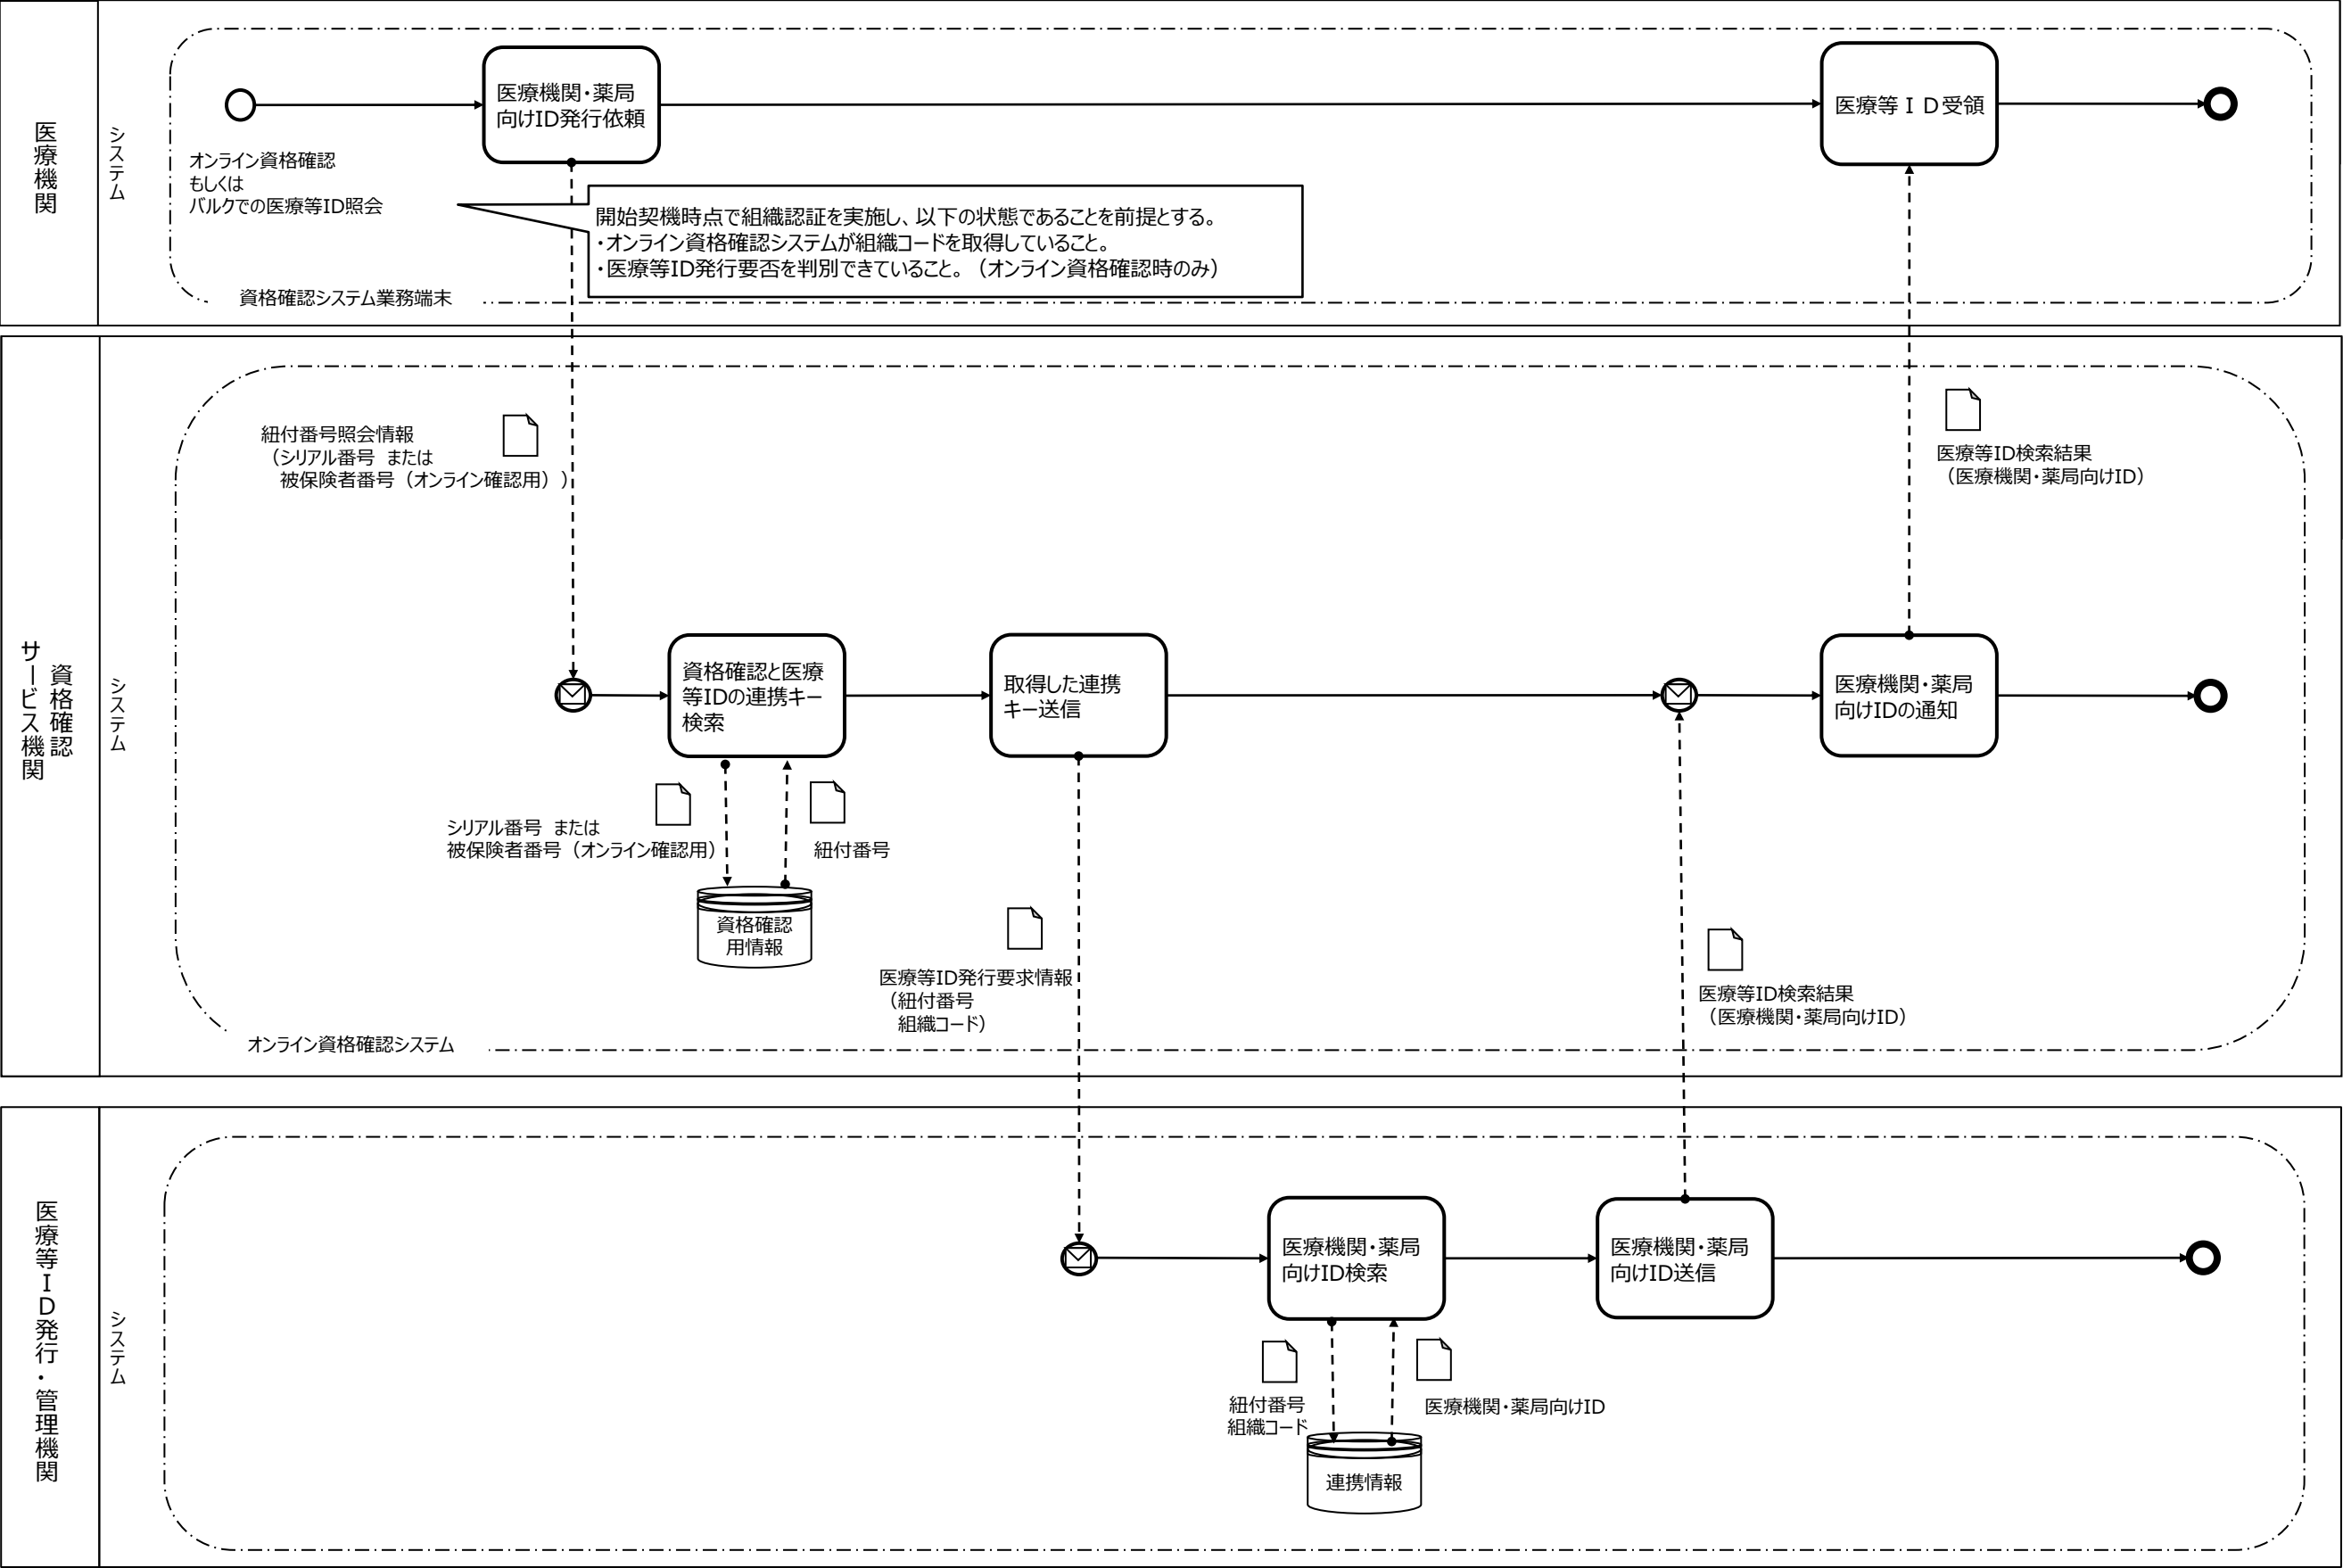 医療機関
システム
医療機関・薬局
向けID発行依頼
医療等ＩＤ受領
オンライン資格確認
もしくは
バルクでの医療等ID照会
開始契機時点で組織認証を実施し、以下の状態であることを前提とする。
・オンライン資格確認システムが組織コードを取得していること。
・医療等ID発行要否を判別できていること。（オンライン資格確認時のみ）
資格確認システム業務端末
資格確認
サービス機関
システム
紐付番号照会情報
（シリアル番号　または
被保険者番号（オンライン確認用））
医療等ID検索結果
（医療機関・薬局向けID）
資格確認と医療
等IDの連携キー
検索
取得した連携
キー送信
医療機関・薬局
向けIDの通知
シリアル番号　または
被保険者番号（オンライン確認用）
紐付番号
資格確認
用情報
医療等ID発行要求情報
（紐付番号
組織コード）
医療等ID検索結果
（医療機関・薬局向けID）
オンライン資格確認システム
医療等ＩＤ発行・管理機関
システム
医療機関・薬局
向けID検索
医療機関・薬局
向けID送信
紐付番号
組織コード
医療機関・薬局向けID
連携情報